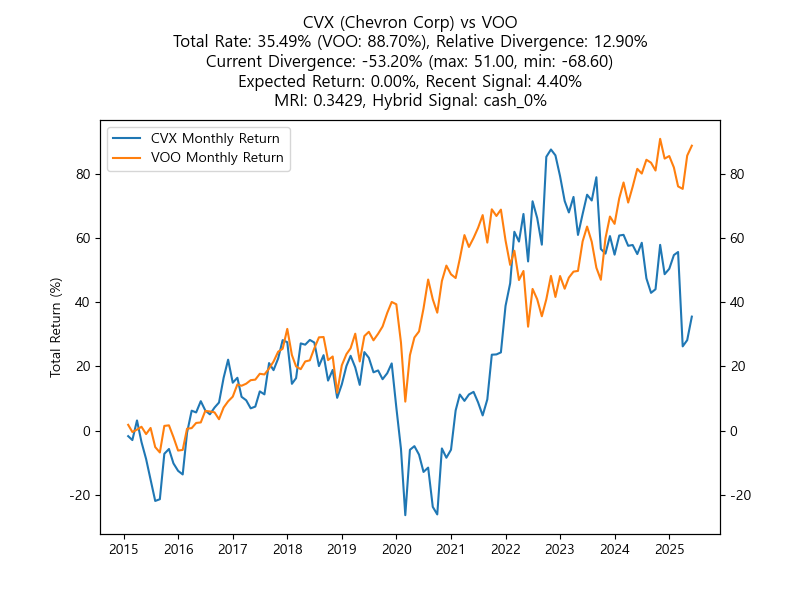 CVX (Chevron Corp) vs VOO
Total Rate: 35.49% (VOO: 88.70%), Relative Divergence: 12.90%
Current Divergence: -53.20% (max: 51.00, min: -68.60)
Expected Return: 0.00%, Recent Signal: 4.40%
MRI: 0.3429, Hybrid Signal: cash_0%
CVX Monthly Return
VOO Monthly Return
Total Return (%)
80
60
40
20
0
-20
80
60
40
20
0
-20
2015 2016 2017 2018 2019 2020 2021 2022 2023 2024 2025